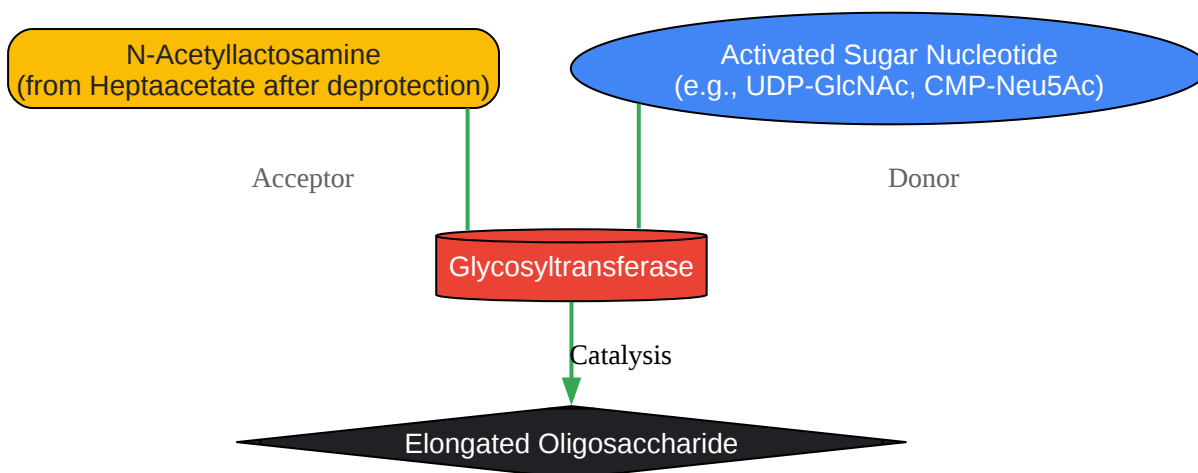 N-Acetyllactosamine
(from Heptaacetate after deprotection)
Activated Sugar Nucleotide
(e.g., UDP-GlcNAc, CMP-Neu5Ac)
Acceptor
Donor
Glycosyltransferase
Catalysis
Elongated Oligosaccharide